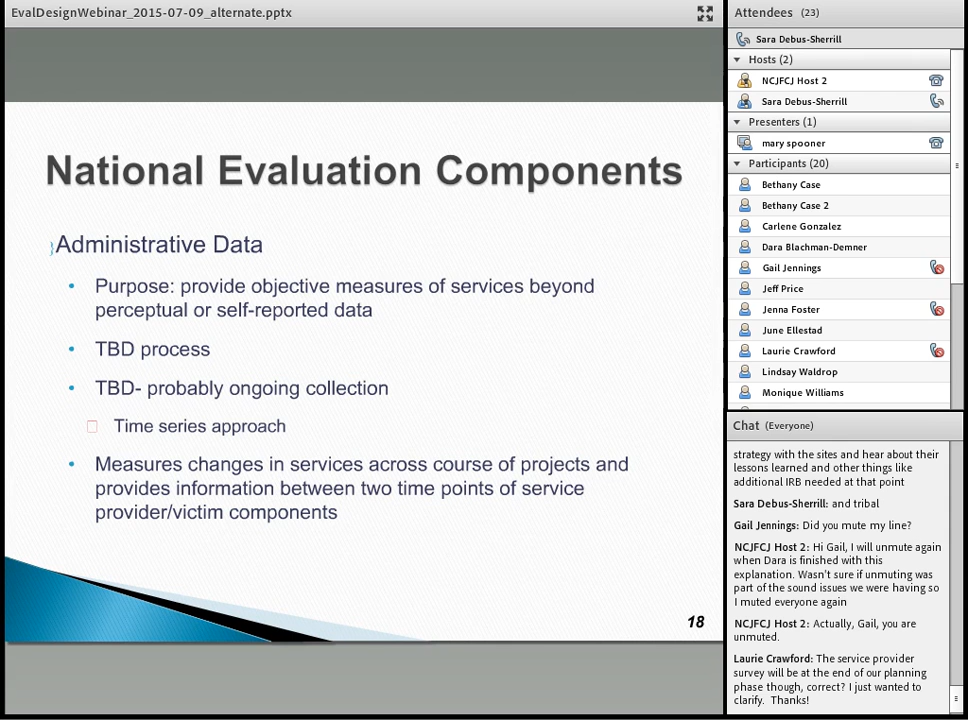 EvalDesignWebinar_2015-07-09_alternate.pptx
National Evaluation Components
Administrative Data
• Purpose: provide objective measures of services beyond
perceptual or self-reported data
• TBD process
• TBD- probably ongoing collection
Time series approach
• Measures changes in services across course of projects and
provides information between two time points of service
provider/victim components
18
Attendees (23)
Sara Debus-Sherrill
Hosts (2)
NCJFCJ Host 2
Sara Debus-Sherrill
Presenters (1)
mary spooner
Participants (20)
Bethany Case
Bethany Case 2
Carlene Gonzalez
Dara Blachman-Demner
Gail Jennings
Jeff Price
Jenna Foster
June Ellestad
Laurie Crawford
Lindsay Waldrop
Monique Williams
Chat (Everyone)
strategy with the sites and hear about their
lessons learned and other things like
additional IRB needed at that point
Sara Debus-Sherrill: and tribal
Gail Jennings: Did you mute my line?
NCJFCJ Host 2: Hi Gail, I will unmute again
when Dara is finished with this
explanation. Wasn't sure if unmuting was
part of the sound issues we were having so
I muted everyone again
NCJFCJ Host 2: Actually, Gail, you are
unmuted.
Laurie Crawford: The service provider
survey will be at the end of our planning
phase though, correct? I just wanted to
clarify. Thanks!